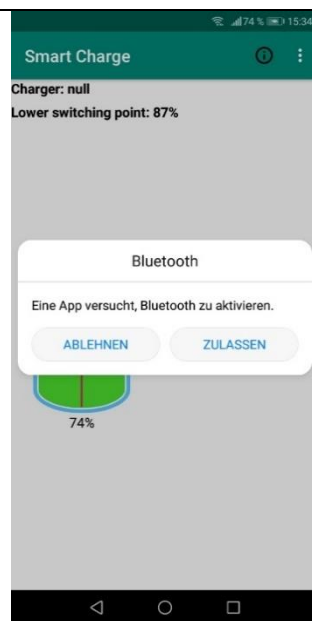 74 % 15:34
Smart Charge
Charger: null
Lower switching point: 87%
Bluetooth
Eine App versucht, Bluetooth zu aktivieren.
ABLEHNEN ZULASSEN
74%